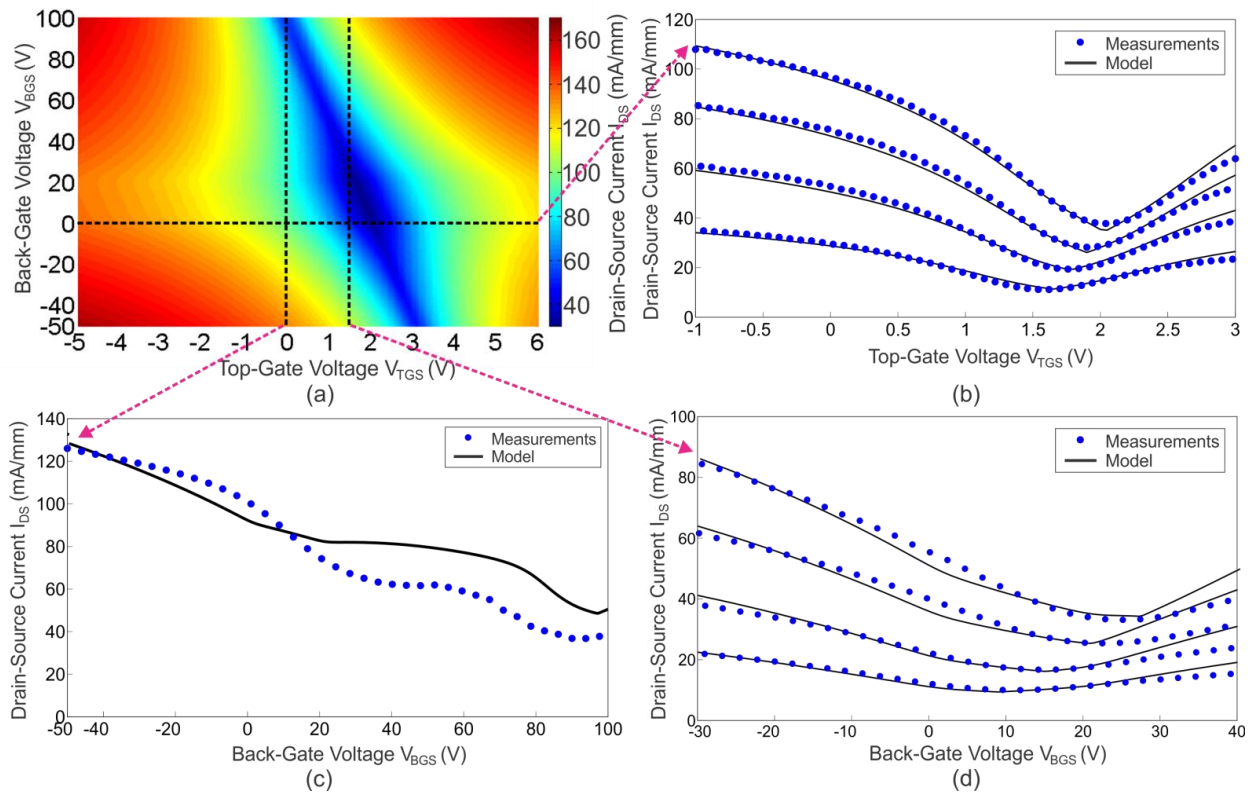 Back-Gate Voltage V_BGS (V)
100
80
60
40
20
0
-20
-40
-50
-5 -4 -3 -2 -1 0 1 2 3 4 5 6
Top-Gate Voltage V_TGS (V)
(a)
160
140
120
100
80
60
40
Drain-Source Current I_DS (mA/mm)
120
100
80
60
40
20
0
Drain-Source Current I_DS (mA/mm)
Measurements
Model
-1 -0.5 0 0.5 1 1.5 2 2.5 3
Top-Gate Voltage V_TGS (V)
(b)
140
120
100
80
60
40
20
0
Drain-Source Current I_DS (mA/mm)
Measurements
Model
-50 -40 -20 0 20 40 60 80 100
Back-Gate Voltage V_BGS (V)
(c)
100
80
60
40
20
0
Drain-Source Current I_DS (mA/mm)
Measurements
Model
-30 -20 -10 0 10 20 30 40
Back-Gate Voltage V_BGS (V)
(d)